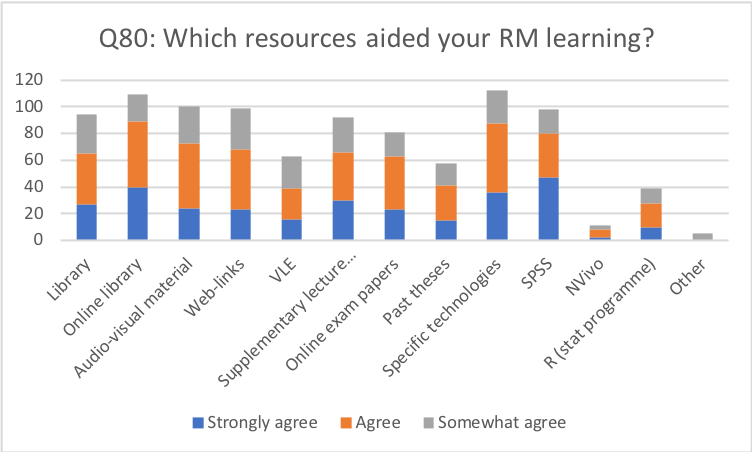 Q80: Which resources aided your RM learning?
120
100
80
60
40
20
0
Library
Online library
Audio-visual material
Web-links
VLE
Supplementary lecture...
Online exam papers
Past theses
Specific technologies
SPSS
NVivo
R (stat programme)
Other
Strongly agree Agree Somewhat agree